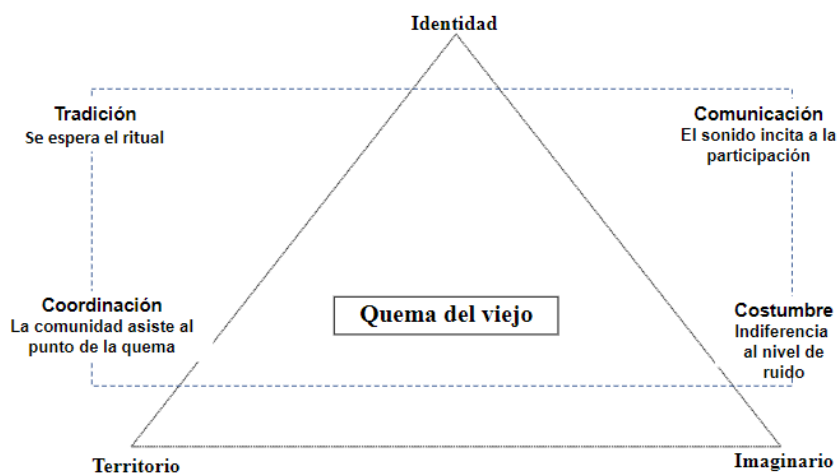 Identidad
Tradición
Se espera el ritual
Comunicación
El sonido incita a la
participación
Coordinación
La comunidad asiste al
punto de la quema
Quema del viejo
Costumbre
Indiferencia
al nivel de
ruido
Territorio
Imaginario